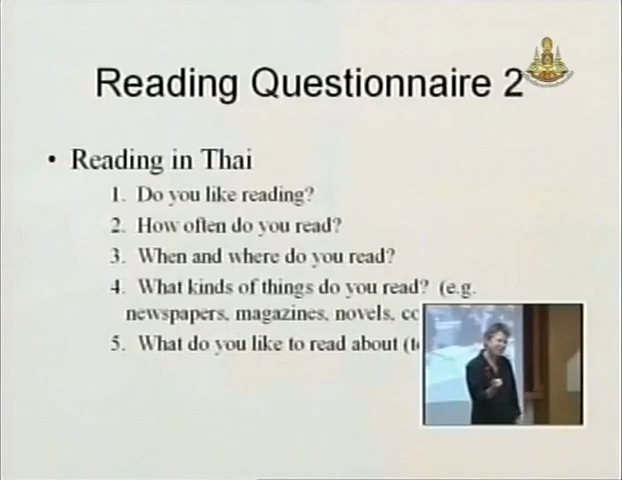 Reading Questionnaire 2
• Reading in Thai
1. Do you like reading?
2. How often do you read?
3. When and where do you read?
4. What kinds of things do you read? (e.g.
newspapers, magazines, novels,
5. What do you like to read about